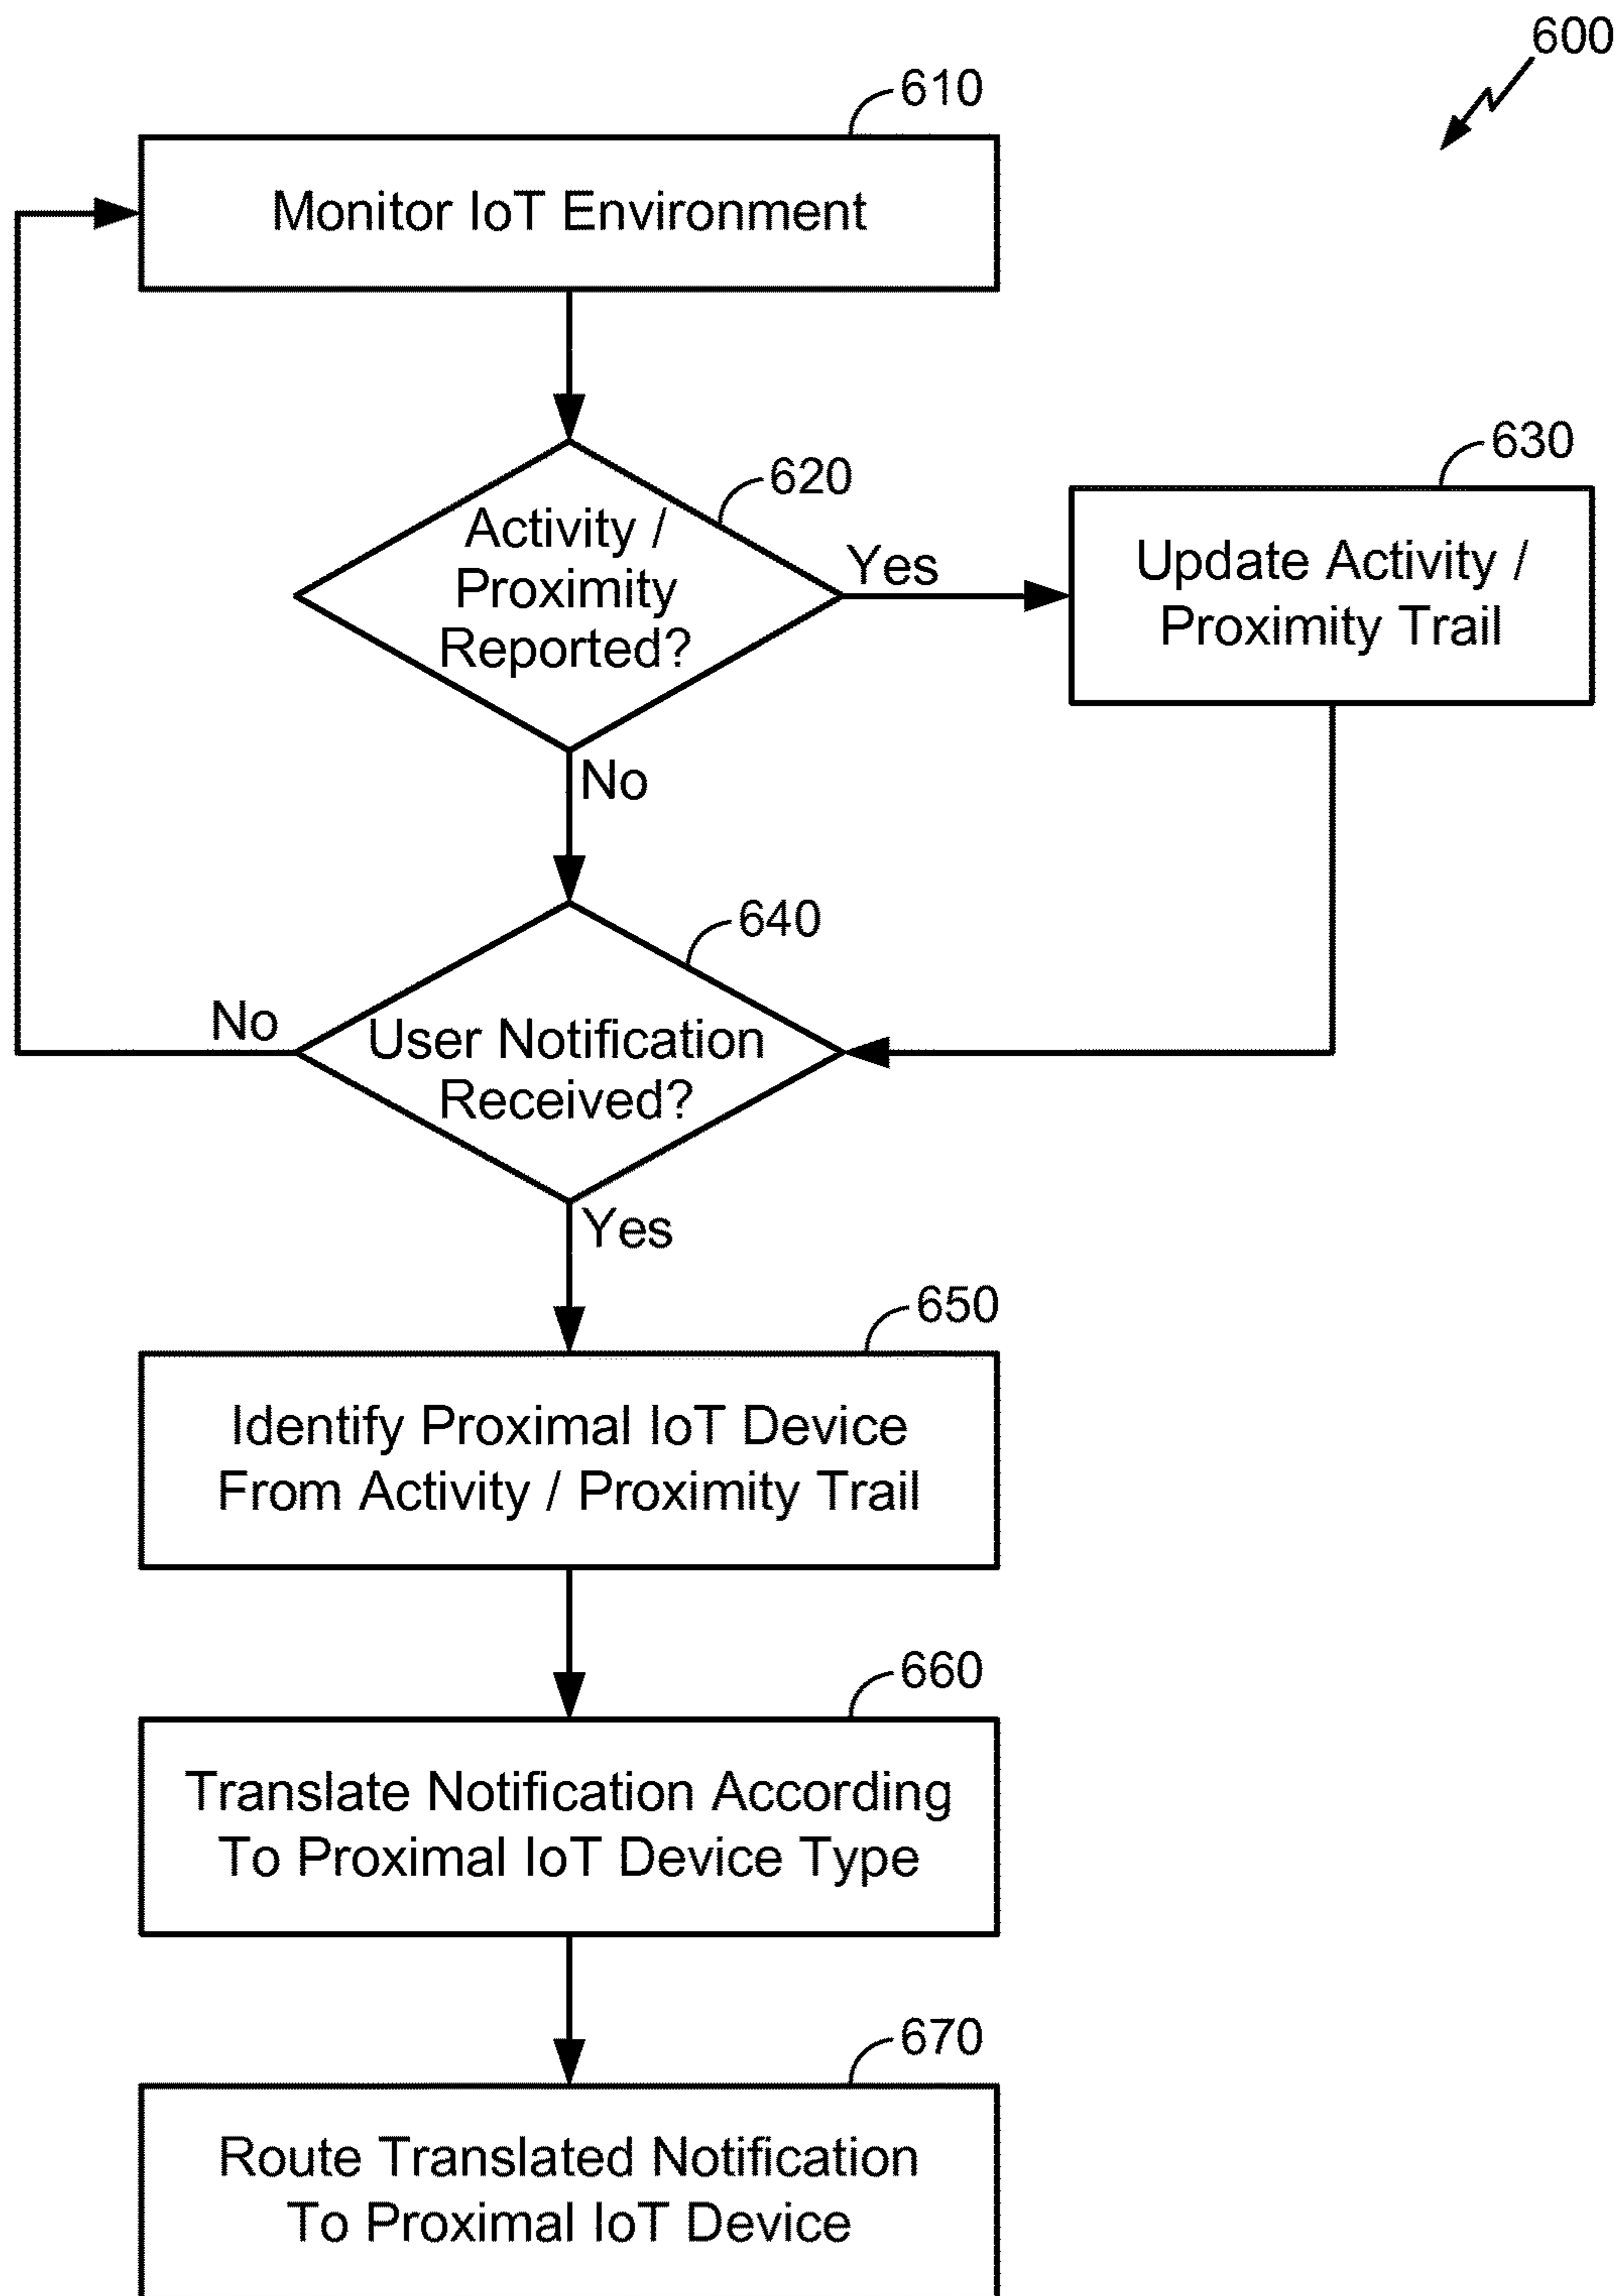 600
610
Monitor IoT Environment
620
Activity /
Proximity
Reported?
Yes
630
Update Activity /
Proximity Trail
No
640
User Notification
Received?
No
Yes
650
Identify Proximal IoT Device
From Activity / Proximity Trail
660
Translate Notification According
To Proximal IoT Device Type
670
Route Translated Notification
To Proximal IoT Device